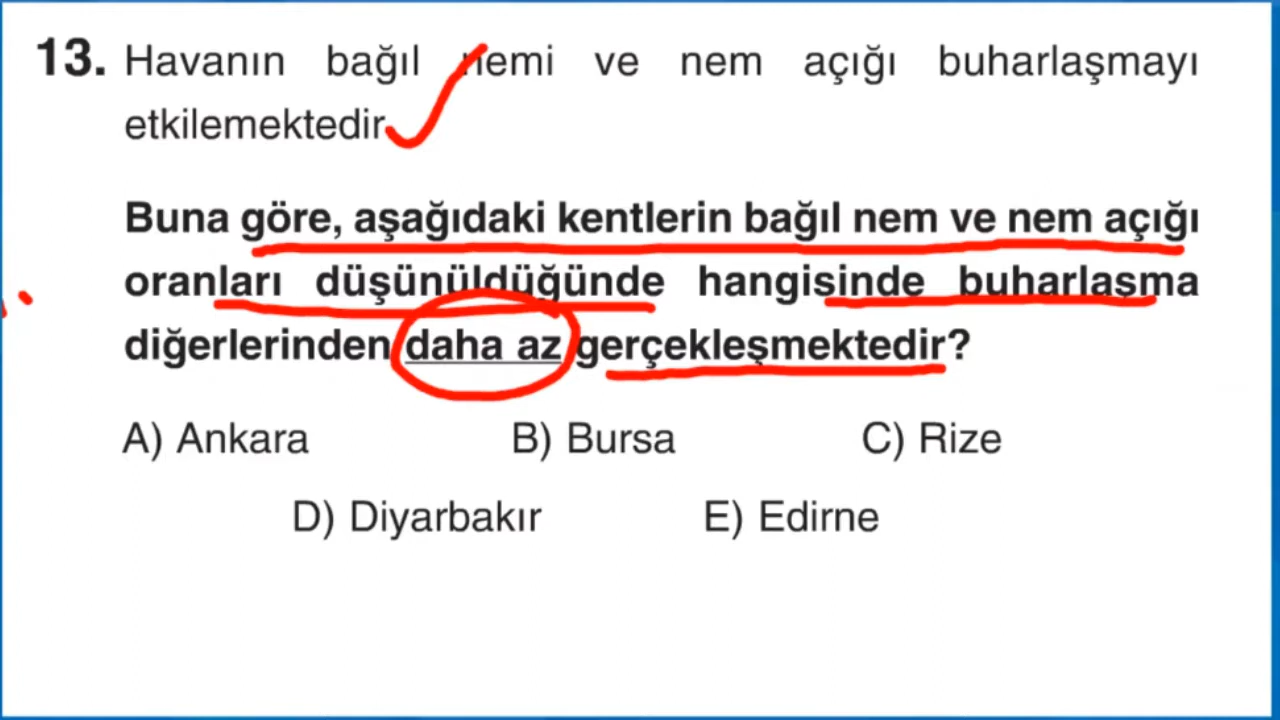 13. Havanın bağıl nemi ve nem açığı buharlaşmayı
etkilemektedir
Buna göre, aşağıdaki kentlerin bağıl nem ve nem açığı
oranları düşünüldüğünde hangisinde buharlaşma
diğerlerinden daha az gerçekleşmektedir?
A) Ankara B) Bursa C) Rize
D) Diyarbakır E) Edirne